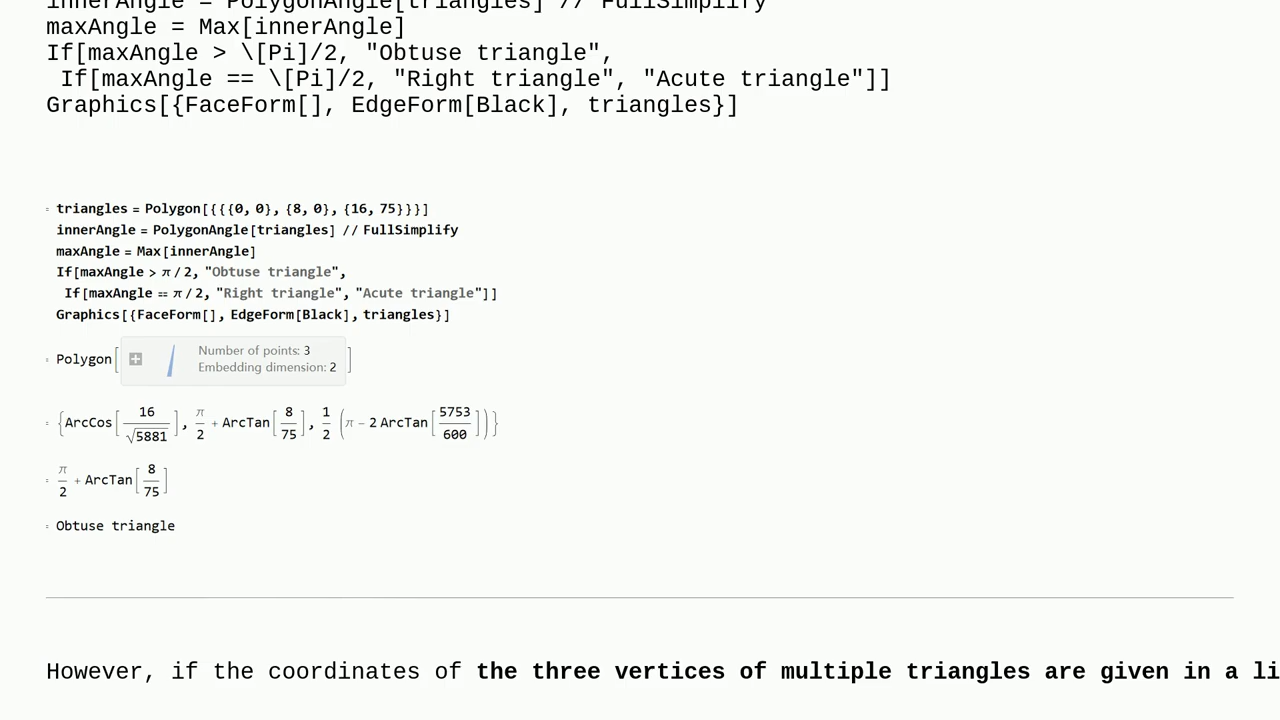 innerAngle = PolygonAngle[triangles] // FullSimplify
maxAngle = Max[innerAngle]
If[maxAngle > \[Pi]/2, "Obtuse triangle",
If[maxAngle == \[Pi]/2, "Right triangle", "Acute triangle"]]
Graphics[{FaceForm[], EdgeForm[Black], triangles}]
triangles = Polygon[{{{0, 0}, {8, 0}, {16, 75}}}]
innerAngle = PolygonAngle[triangles] // FullSimplify
maxAngle = Max[innerAngle]
If[maxAngle > π / 2, "Obtuse triangle",
If[maxAngle == π / 2, "Right triangle", "Acute triangle"]]
Graphics[{FaceForm[], EdgeForm[Black], triangles}]
Polygon[ Number of points: 3
Embedding dimension: 2 ]
{ArcCos[16/√5881], π/2 + ArcTan[8/75], 1/2 (π − 2 ArcTan[5753/600])}
π/2 + ArcTan[8/75]
Obtuse triangle
However, if the coordinates of the three vertices of multiple triangles are given in a li